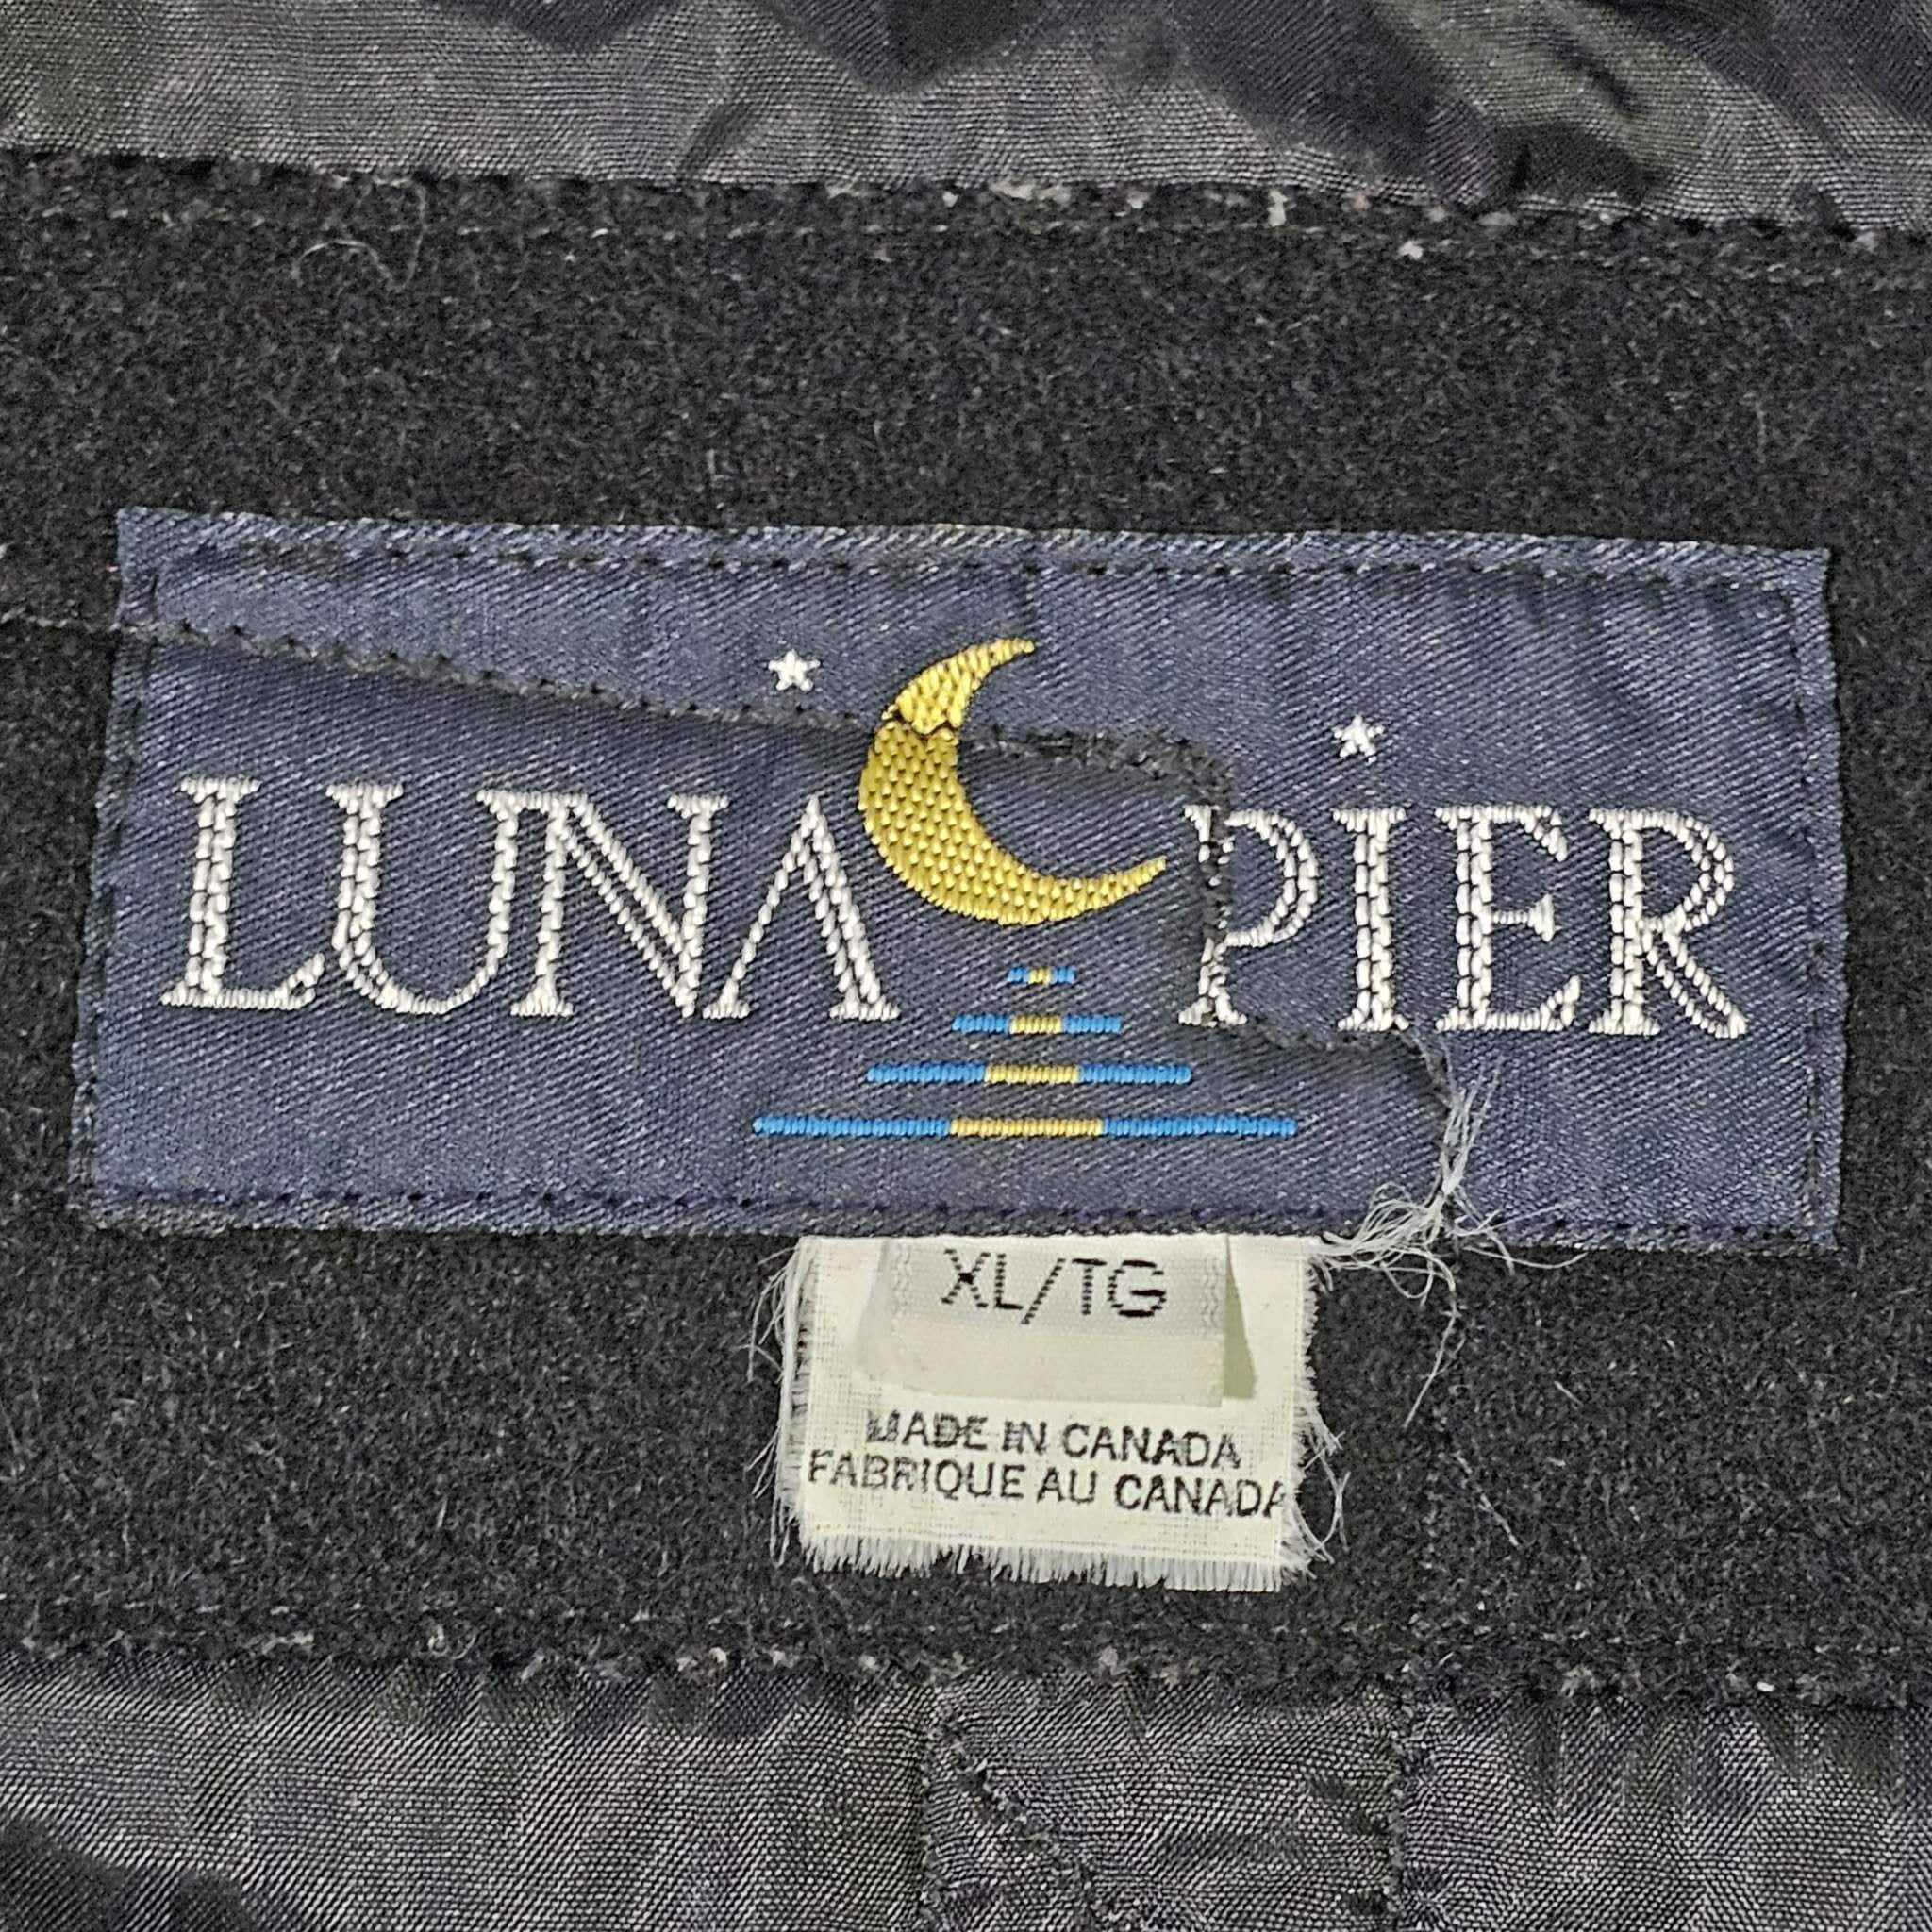 LUNA PIER
XL/TG
MADE IN CANADA
FABRIQUE AU CANADA